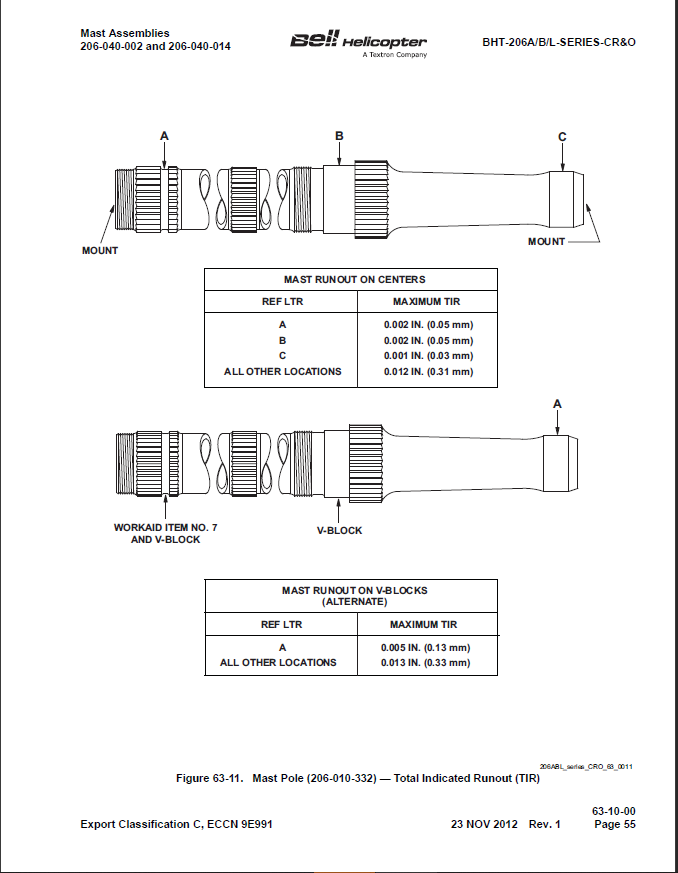 Mast Assemblies
206-040-002 and 206-040-014
Bell Helicopter
A Textron Company
BHT-206A/B/L-SERIES-CR&O
A
B
C
MOUNT
MOUNT
MAST RUNOUT ON CENTERS
REF LTR MAXIMUM TIR
A 0.002 IN. (0.05 mm)
B 0.002 IN. (0.05 mm)
C 0.001 IN. (0.03 mm)
ALL OTHER LOCATIONS 0.012 IN. (0.31 mm)
A
WORKAID ITEM NO. 7
AND V-BLOCK
V-BLOCK
MAST RUNOUT ON V-BLOCKS
(ALTERNATE)
REF LTR MAXIMUM TIR
A 0.005 IN. (0.13 mm)
ALL OTHER LOCATIONS 0.013 IN. (0.33 mm)
206ABL_series_CRO_63_0011
Figure 63-11. Mast Pole (206-010-332) — Total Indicated Runout (TIR)
63-10-00
Export Classification C, ECCN 9E991 23 NOV 2012 Rev. 1 Page 55